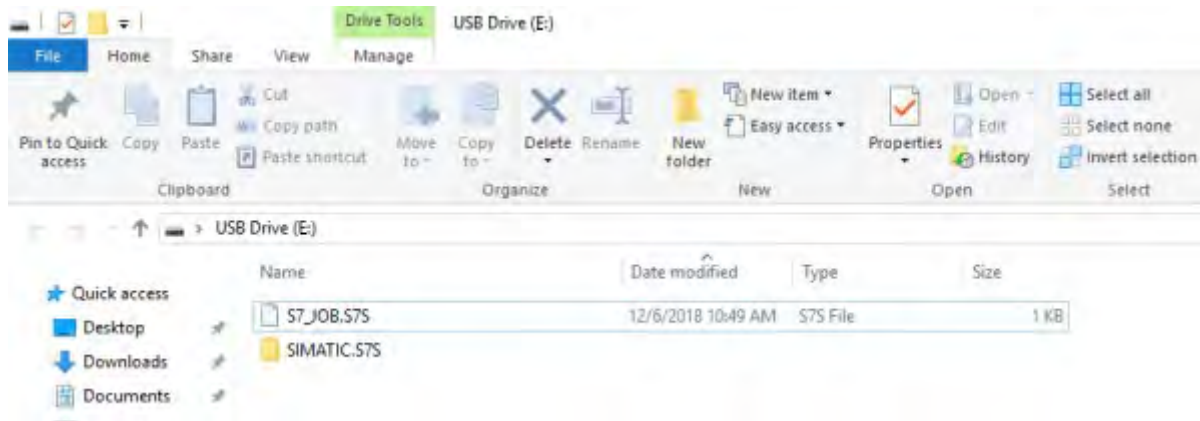 Drive Tools USB Drive (E:)
File Home Share View Manage
Pin to Quick access
Copy
Paste
Cut
Copy path
Paste shortcut
Clipboard
Move to
Copy to
Delete
Rename
Organize
New folder
New item
Easy access
New
Properties
Open
Edit
History
Open
Select all
Select none
Invert selection
Select
USB Drive (E:)
Name Date modified Type Size
Quick access
Desktop
Downloads
Documents
S7_JOB.S7S 12/6/2018 10:49 AM S7S File 1 KB
SIMATIC.S7S